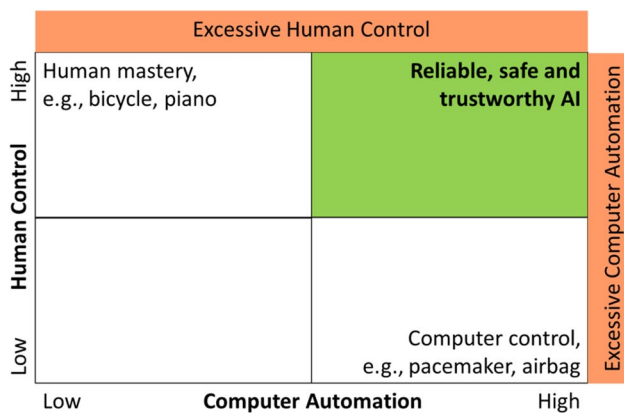 Excessive Human Control
High
Human mastery,
e.g., bicycle, piano
Reliable, safe and
trustworthy AI
Excessive Computer Automation
Human Control
Low
Computer control,
e.g., pacemaker, airbag
Low
Computer Automation
High